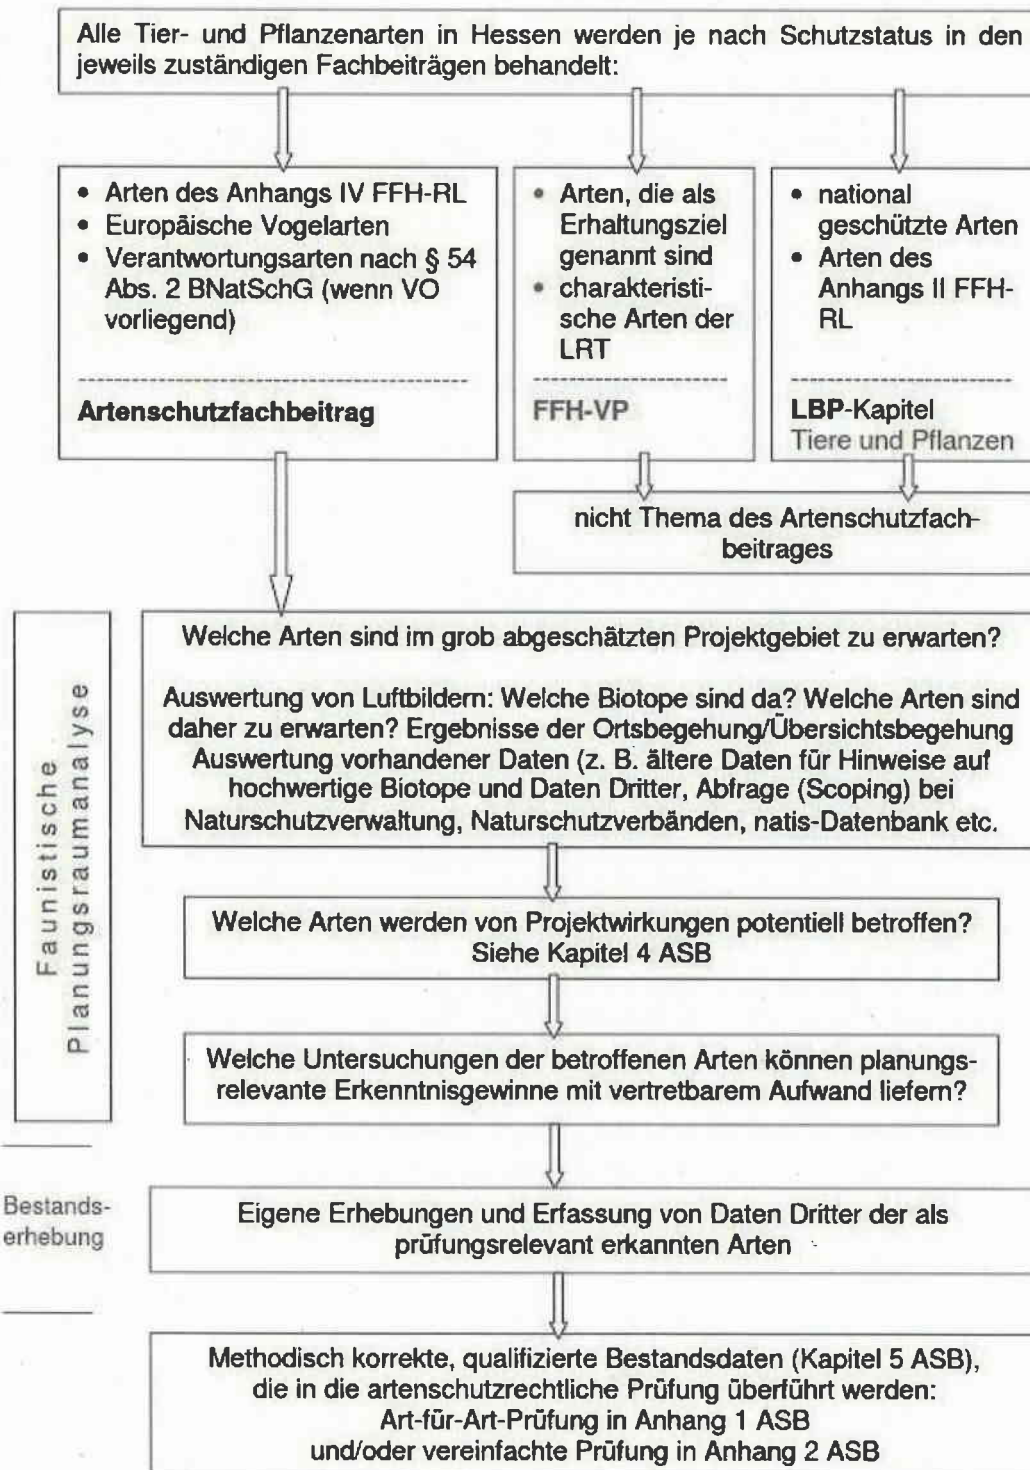 Alle Tier- und Pflanzenarten in Hessen werden je nach Schutzstatus in den
jeweils zuständigen Fachbeiträgen behandelt:
• Arten des Anhangs IV FFH-RL
• Europäische Vogelarten
• Verantwortungsarten nach § 54
Abs. 2 BNatSchG (wenn VO
vorliegend)
Artenschutzfachbeitrag
• Arten, die als
Erhaltungsziel
genannt sind
• charakteristi-
sche Arten der
LRT
FFH-VP
• national
geschützte Arten
• Arten des
Anhangs II FFH-
RL
LBP-Kapitel
Tiere und Pflanzen
nicht Thema des Artenschutzfach-
beitrages
Faunistische
Planungsraumanalyse
Welche Arten sind im grob abgeschätzten Projektgebiet zu erwarten?
Auswertung von Luftbildern: Welche Biotope sind da? Welche Arten sind
daher zu erwarten? Ergebnisse der Ortsbegehung/Übersichtsbegehung
Auswertung vorhandener Daten (z. B. ältere Daten für Hinweise auf
hochwertige Biotope und Daten Dritter, Abfrage (Scoping) bei
Naturschutzverwaltung, Naturschutzverbänden, natis-Datenbank etc.
Welche Arten werden von Projektwirkungen potentiell betroffen?
Siehe Kapitel 4 ASB
Welche Untersuchungen der betroffenen Arten können planungs-
relevante Erkenntnisgewinne mit vertretbarem Aufwand liefern?
Bestands-
erhebung
Eigene Erhebungen und Erfassung von Daten Dritter der als
prüfungsrelevant erkannten Arten
Methodisch korrekte, qualifizierte Bestandsdaten (Kapitel 5 ASB),
die in die artenschutzrechtliche Prüfung überführt werden:
Art-für-Art-Prüfung in Anhang 1 ASB
und/oder vereinfachte Prüfung in Anhang 2 ASB